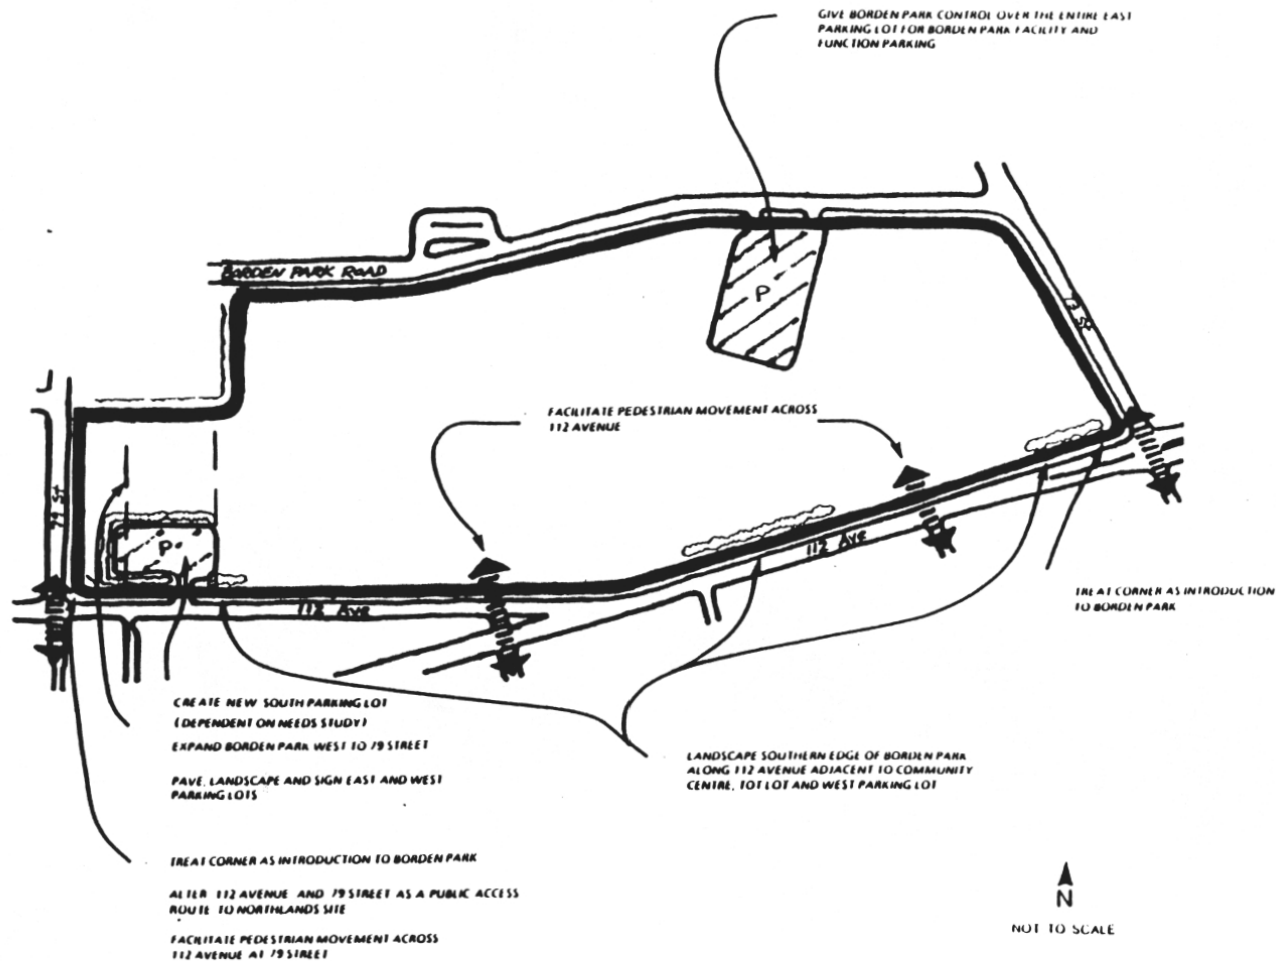 GIVE BORDEN PARK CONTROL OVER THE ENTIRE EAST
PARKING LOT FOR BORDEN PARK FACILITY AND
FUNCTION PARKING
BORDEN PARK ROAD
P
73 St
FACILITATE PEDESTRIAN MOVEMENT ACROSS
112 AVENUE
79 St
P
112 Ave
112 Ave
TREAT CORNER AS INTRODUCTION
TO BORDEN PARK
CREATE NEW SOUTH PARKING LOT
(DEPENDENT ON NEEDS STUDY)
EXPAND BORDEN PARK WEST TO 79 STREET
PAVE, LANDSCAPE AND SIGN EAST AND WEST
PARKING LOTS
LANDSCAPE SOUTHERN EDGE OF BORDEN PARK
ALONG 112 AVENUE ADJACENT TO COMMUNITY
CENTRE, TOT LOT AND WEST PARKING LOT
TREAT CORNER AS INTRODUCTION TO BORDEN PARK
ALTER 112 AVENUE AND 79 STREET AS A PUBLIC ACCESS
ROUTE TO NORTHLANDS SITE
FACILITATE PEDESTRIAN MOVEMENT ACROSS
112 AVENUE AT 79 STREET
N
NOT TO SCALE